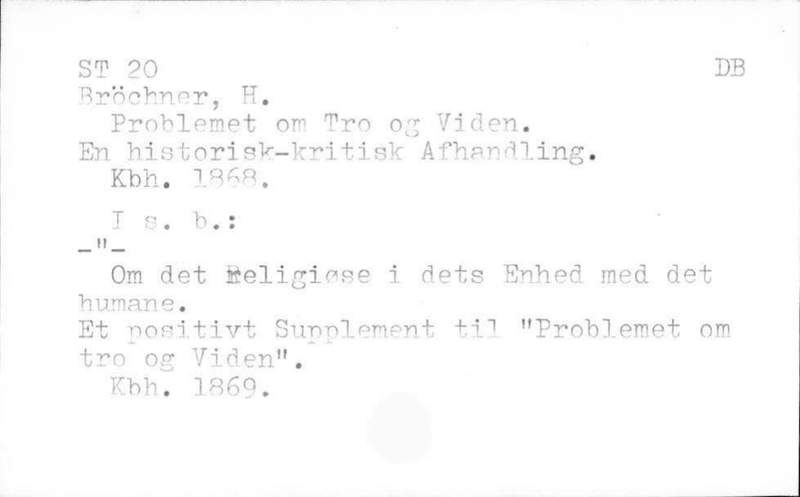 ST 20 DB
Bröchner, H.
Problemet om Tro og Viden.
En historisk-kritisk Afhandling.
Kbh. 1868.
I s. b.:
_"_
Om det Religiøse i dets Enhed med det
humane.
Et positivt Supplement til "Problemet om
tro og Viden".
Kbh. 1869.